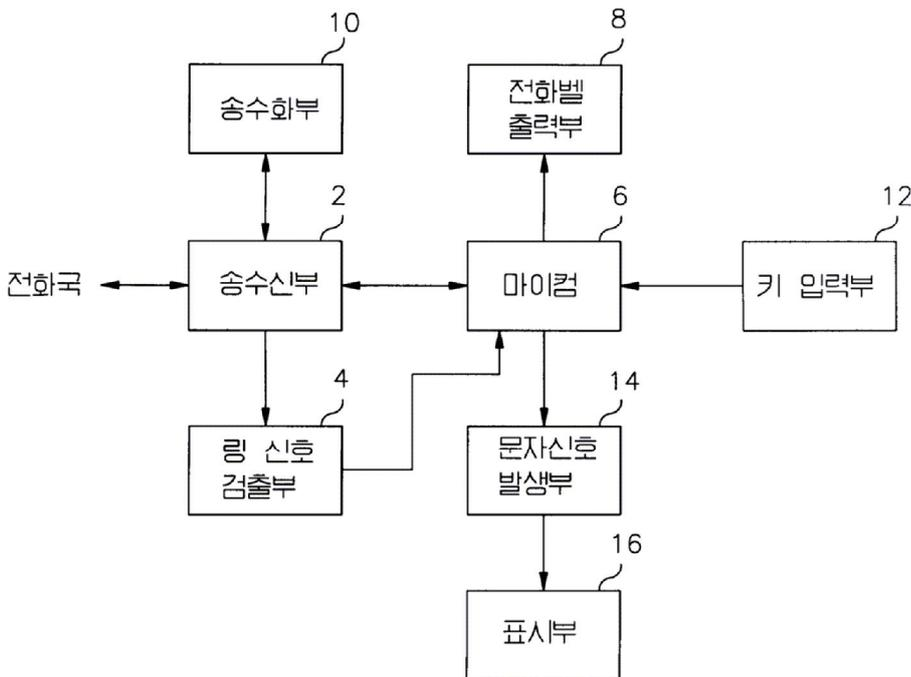 10
송수화부
8
전화벨
출력부
2
송수신부
6
마이컴
12
키 입력부
전화국
4
링 신호
검출부
14
문자신호
발생부
16
표시부